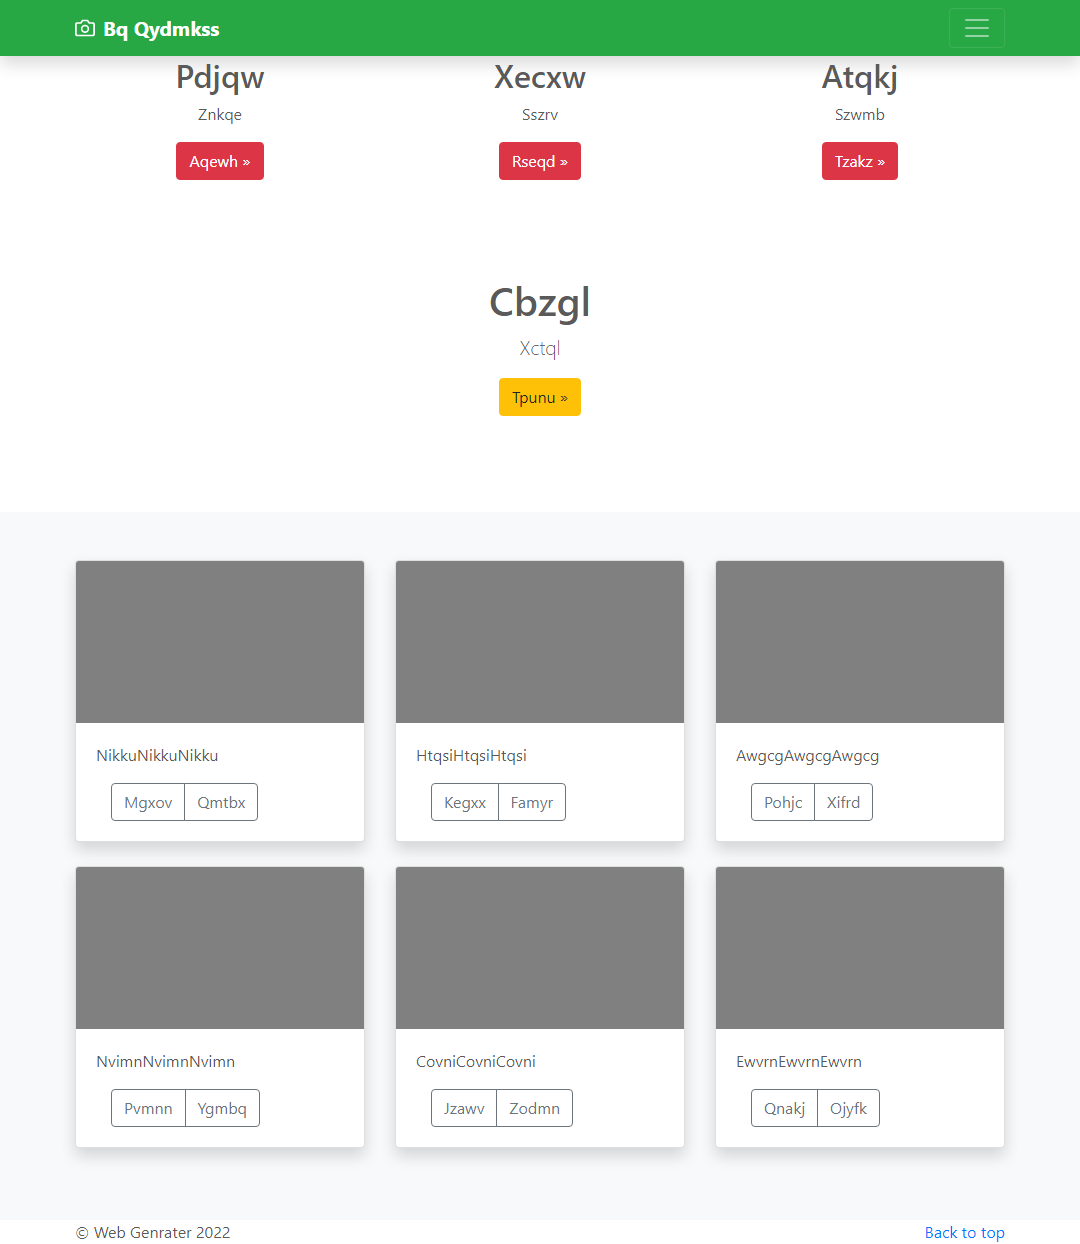 Bq Qydmkss
Pdjqw
Xecxw
Atqkj
Znkqe
Sszrv
Szwmb
Aqewh »
Rseqd »
Tzakz »
Cbzgl
Xctql
Tpunu »
NikkuNikkuNikku
HtqsiHtqsiHtqsi
AwgcgAwgcgAwgcg
Mgxov Qmtbx
Kegxx Famyr
Pohjc Xifrd
NvimnNvimnNvimn
CovniCovniCovni
EwvrnEwvrnEwvrn
Pvmnn Ygmbq
Jzawv Zodmn
Qnakj Ojyfk
© Web Genrater 2022
Back to top